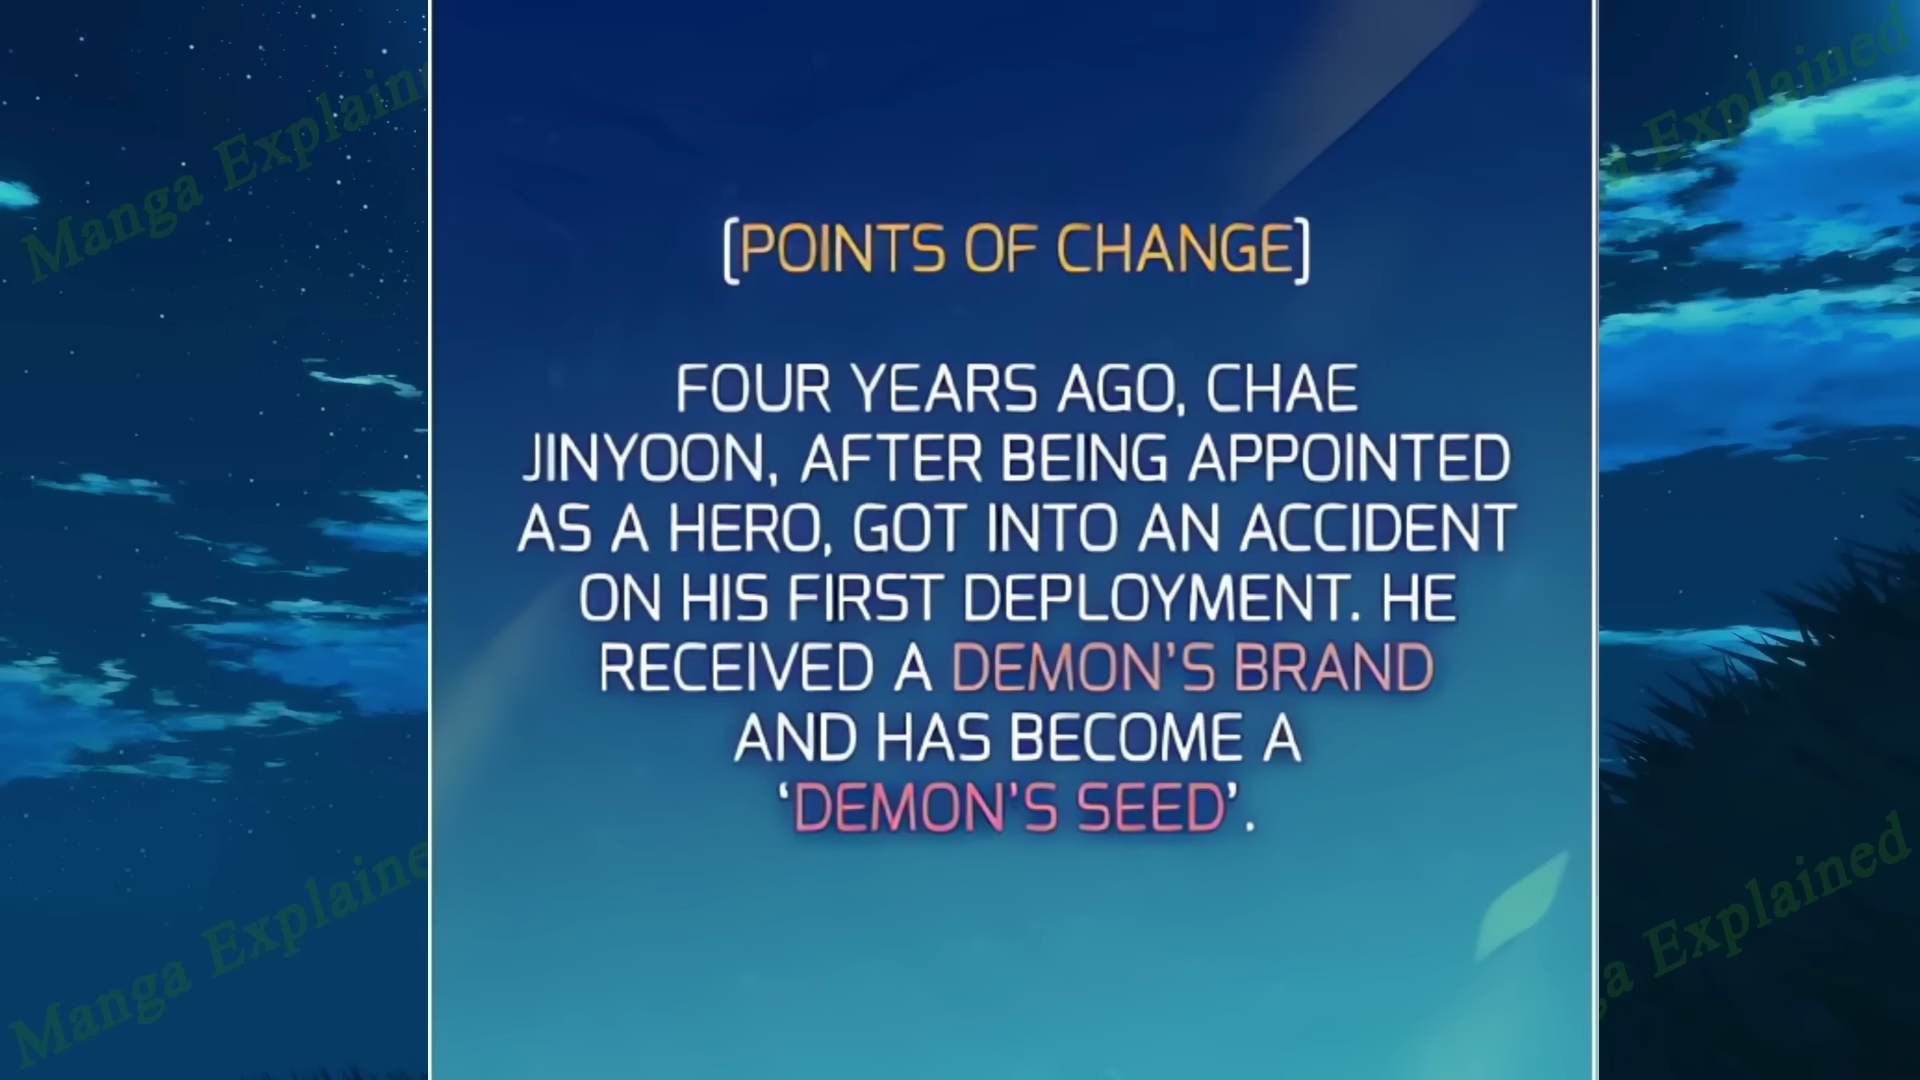 [POINTS OF CHANGE]
FOUR YEARS AGO, CHAE
JINYOON, AFTER BEING APPOINTED
AS A HERO, GOT INTO AN ACCIDENT
ON HIS FIRST DEPLOYMENT. HE
RECEIVED A DEMON'S BRAND
AND HAS BECOME A
‘DEMON'S SEED’.
Manga Explained
a Explained
Manga Explained
a Explained